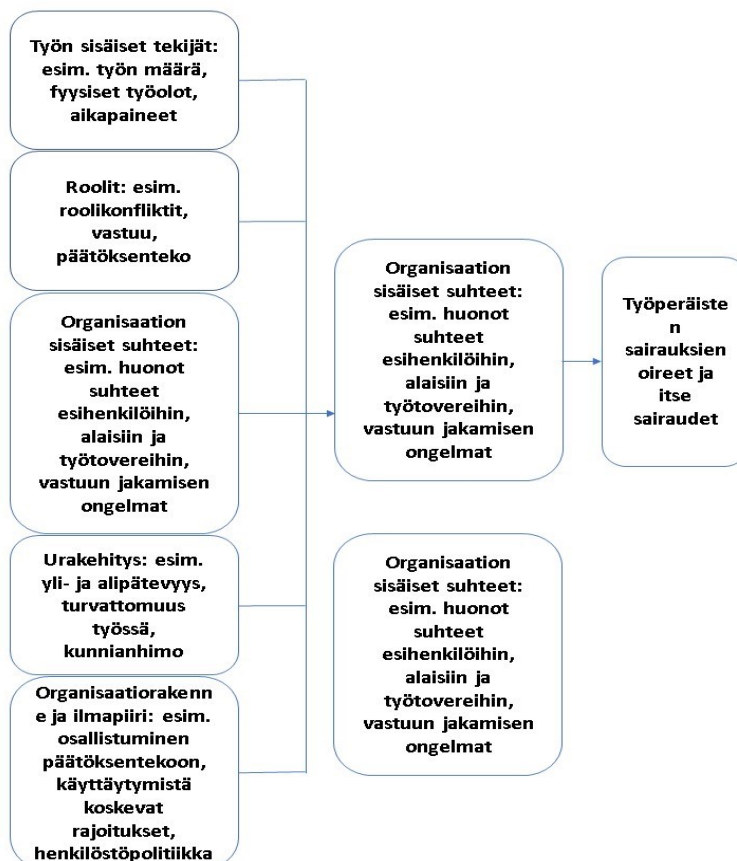 Työn sisäiset tekijät:
esim. työn määrä,
fyysiset työolot,
aikapaineet
Roolit: esim.
roolikonfliktit,
vastuu,
päätöksenteko
Organisaation
sisäiset suhteet:
esim. huonot
suhteet
esihenkilöihin,
alaisiin ja
työtovereihin,
vastuun jakamisen
ongelmat
Urakehitys: esim.
yli- ja alipätevyys,
turvattomuus
työssä,
kunnianhimo
Organisaatiorakenn
e ja ilmapiiri: esim.
osallistuminen
päätöksentekoon,
käyttäytymistä
koskevat
rajoitukset,
henkilöstöpolitiikka
Organisaation
sisäiset suhteet:
esim. huonot
suhteet
esihenkilöihin,
alaisiin ja
työtovereihin,
vastuun jakamisen
ongelmat
Organisaation
sisäiset suhteet:
esim. huonot
suhteet
esihenkilöihin,
alaisiin ja
työtovereihin,
vastuun jakamisen
ongelmat
Työperäiste
n
sairauksien
oireet ja
itse
sairaudet